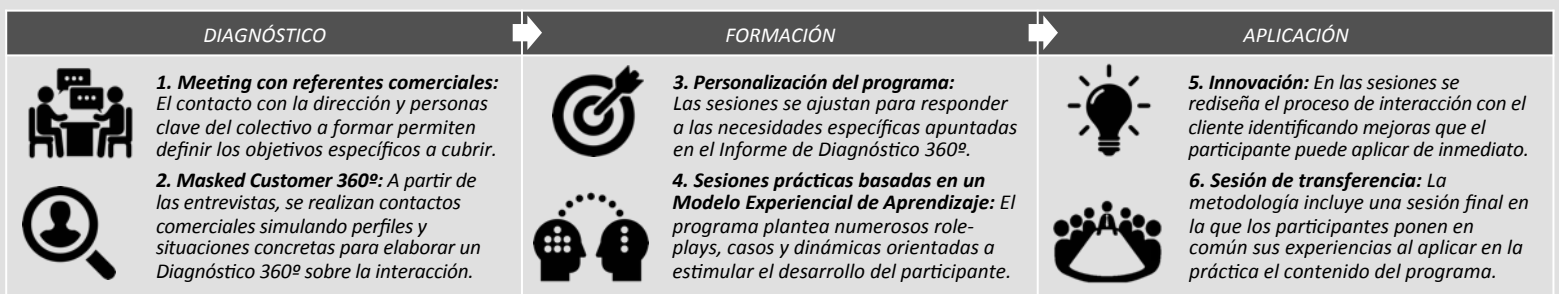 DIAGNÓSTICO
1. Meeting con referentes comerciales:
El contacto con la dirección y personas
clave del colectivo a formar permiten
definir los objetivos específicos a cubrir.
2. Masked Customer 360º: A partir de
las entrevistas, se realizan contactos
comerciales simulando perfiles y
situaciones concretas para elaborar un
Diagnóstico 360º sobre la interacción.
FORMACIÓN
3. Personalización del programa:
Las sesiones se ajustan para responder
a las necesidades específicas apuntadas
en el Informe de Diagnóstico 360º.
4. Sesiones prácticas basadas en un
Modelo Experiencial de Aprendizaje: El
programa plantea numerosos role-
plays, casos y dinámicas orientadas a
estimular el desarrollo del participante.
APLICACIÓN
5. Innovación: En las sesiones se
rediseña el proceso de interacción con el
cliente identificando mejoras que el
participante puede aplicar de inmediato.
6. Sesión de transferencia: La
metodología incluye una sesión final en
la que los participantes ponen en
común sus experiencias al aplicar en la
práctica el contenido del programa.